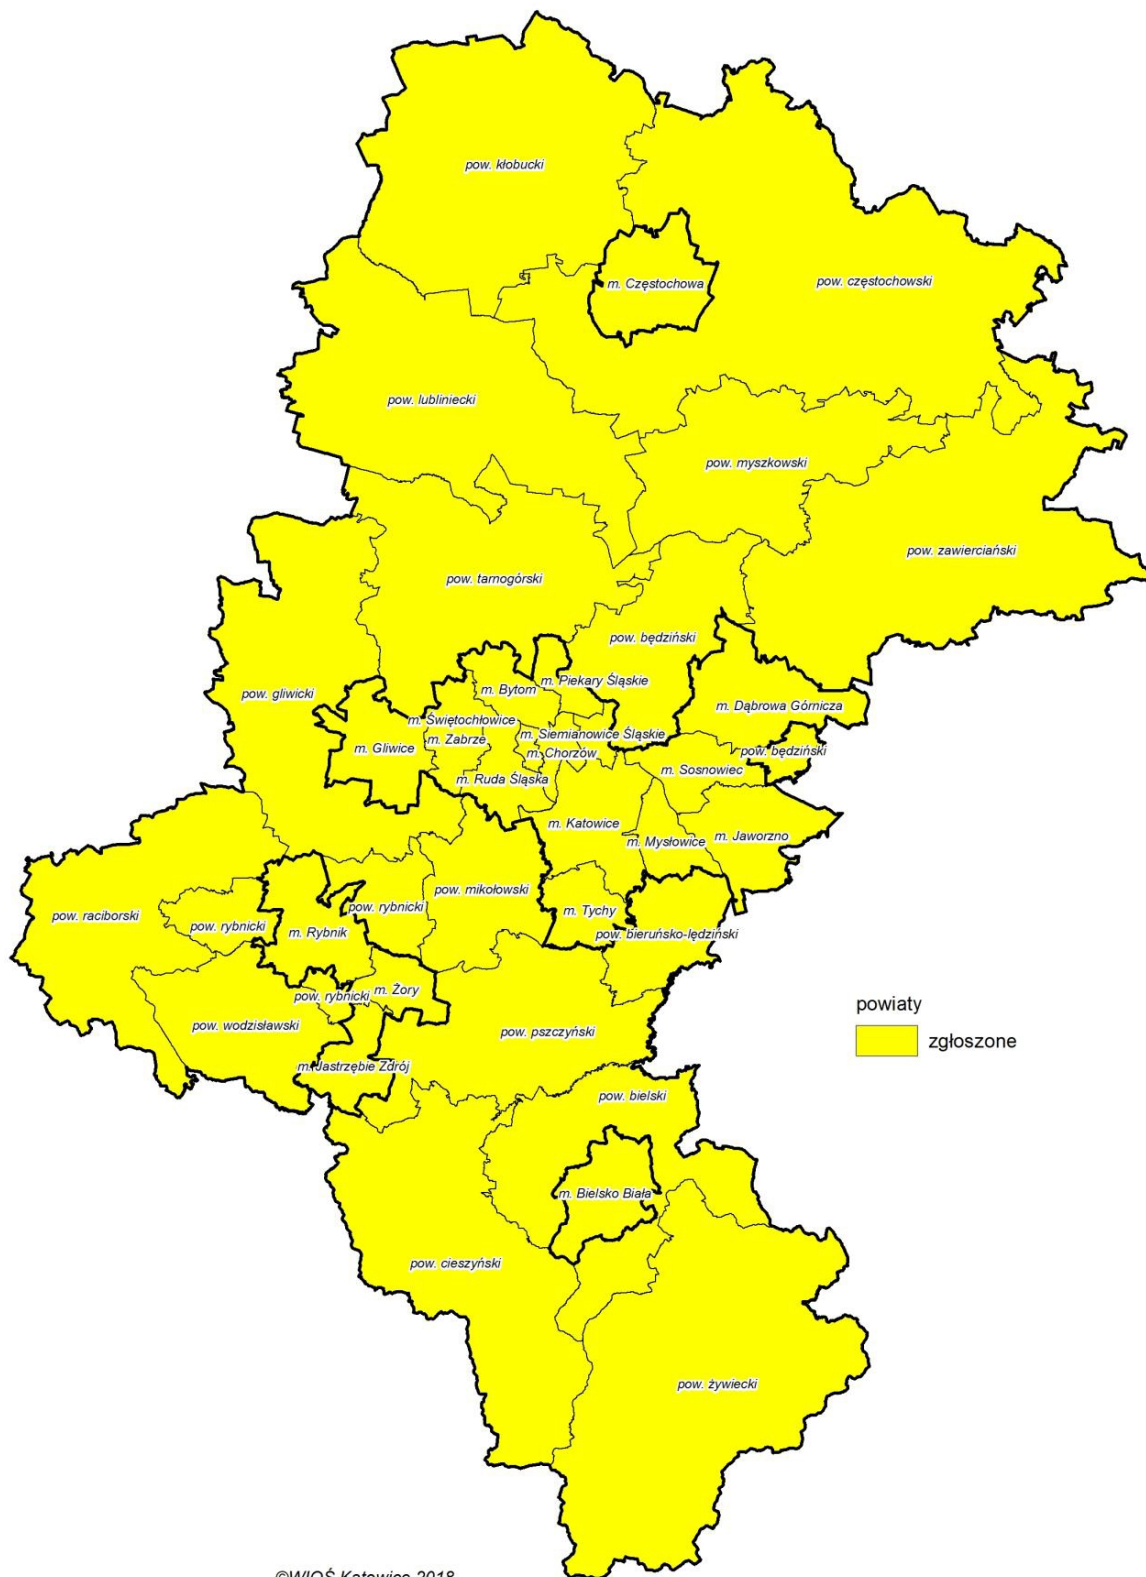 pow. kłobucki
m. Częstochowa
pow. częstochowski
pow. lubliniecki
pow. myszkowski
pow. zawierciański
pow. tarnogórski
pow. będziński
m. Piekary Śląskie
m. Bytom
pow. gliwicki
m. Dąbrowa Górnicza
m. Świętochłowice
m. Siemianowice Śląskie
m. Zabrze
m. Gliwice
pow. będziński
m. Chorzów
m. Sosnowiec
m. Ruda Śląska
m. Katowice
m. Jaworzno
m. Mysłowice
pow. mikołowski
pow. rybnicki
m. Tychy
pow. raciborski
pow. rybnicki
m. Rybnik
pow. bieruńsko-lędziński
m. Żory
pow. rybnicki
powiaty
zgłoszone
pow. wodzisławski
pow. pszczyński
m. Jastrzębie Zdrój
pow. bielski
m. Bielsko Biała
pow. cieszyński
pow. żywiecki
©WIOŚ Katowice 2018